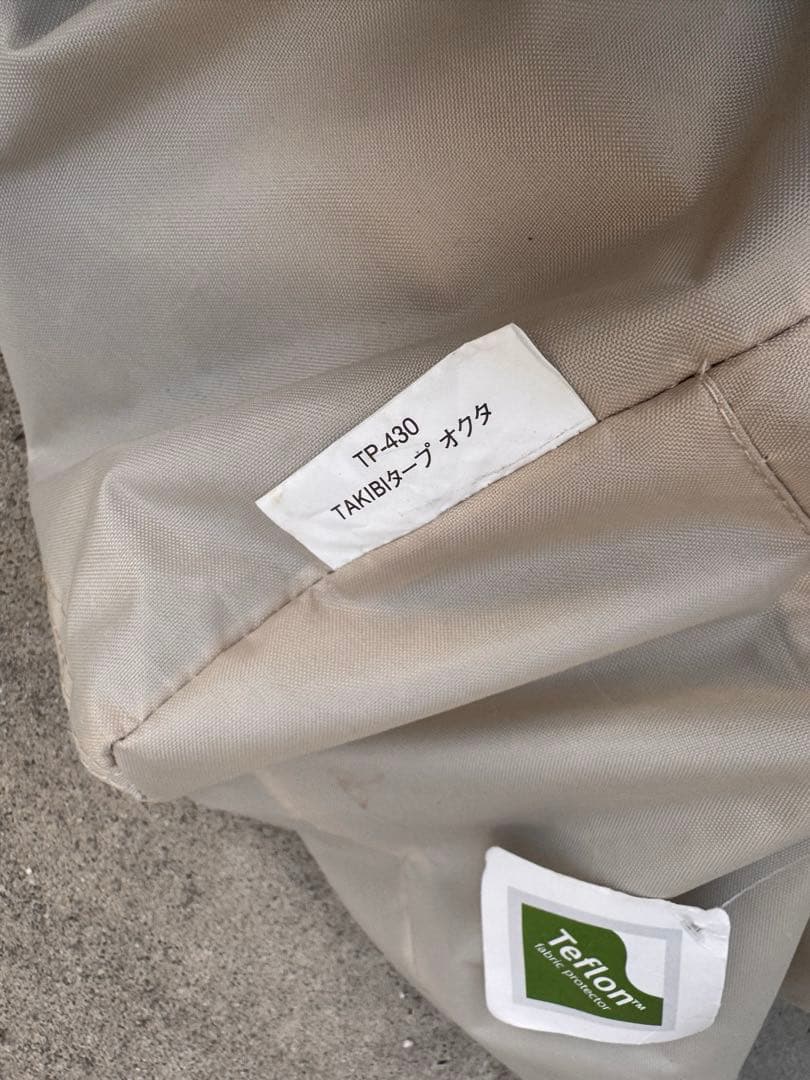 TP-430
TAKIBIタープ オクタ
Teflon™
fabric protector